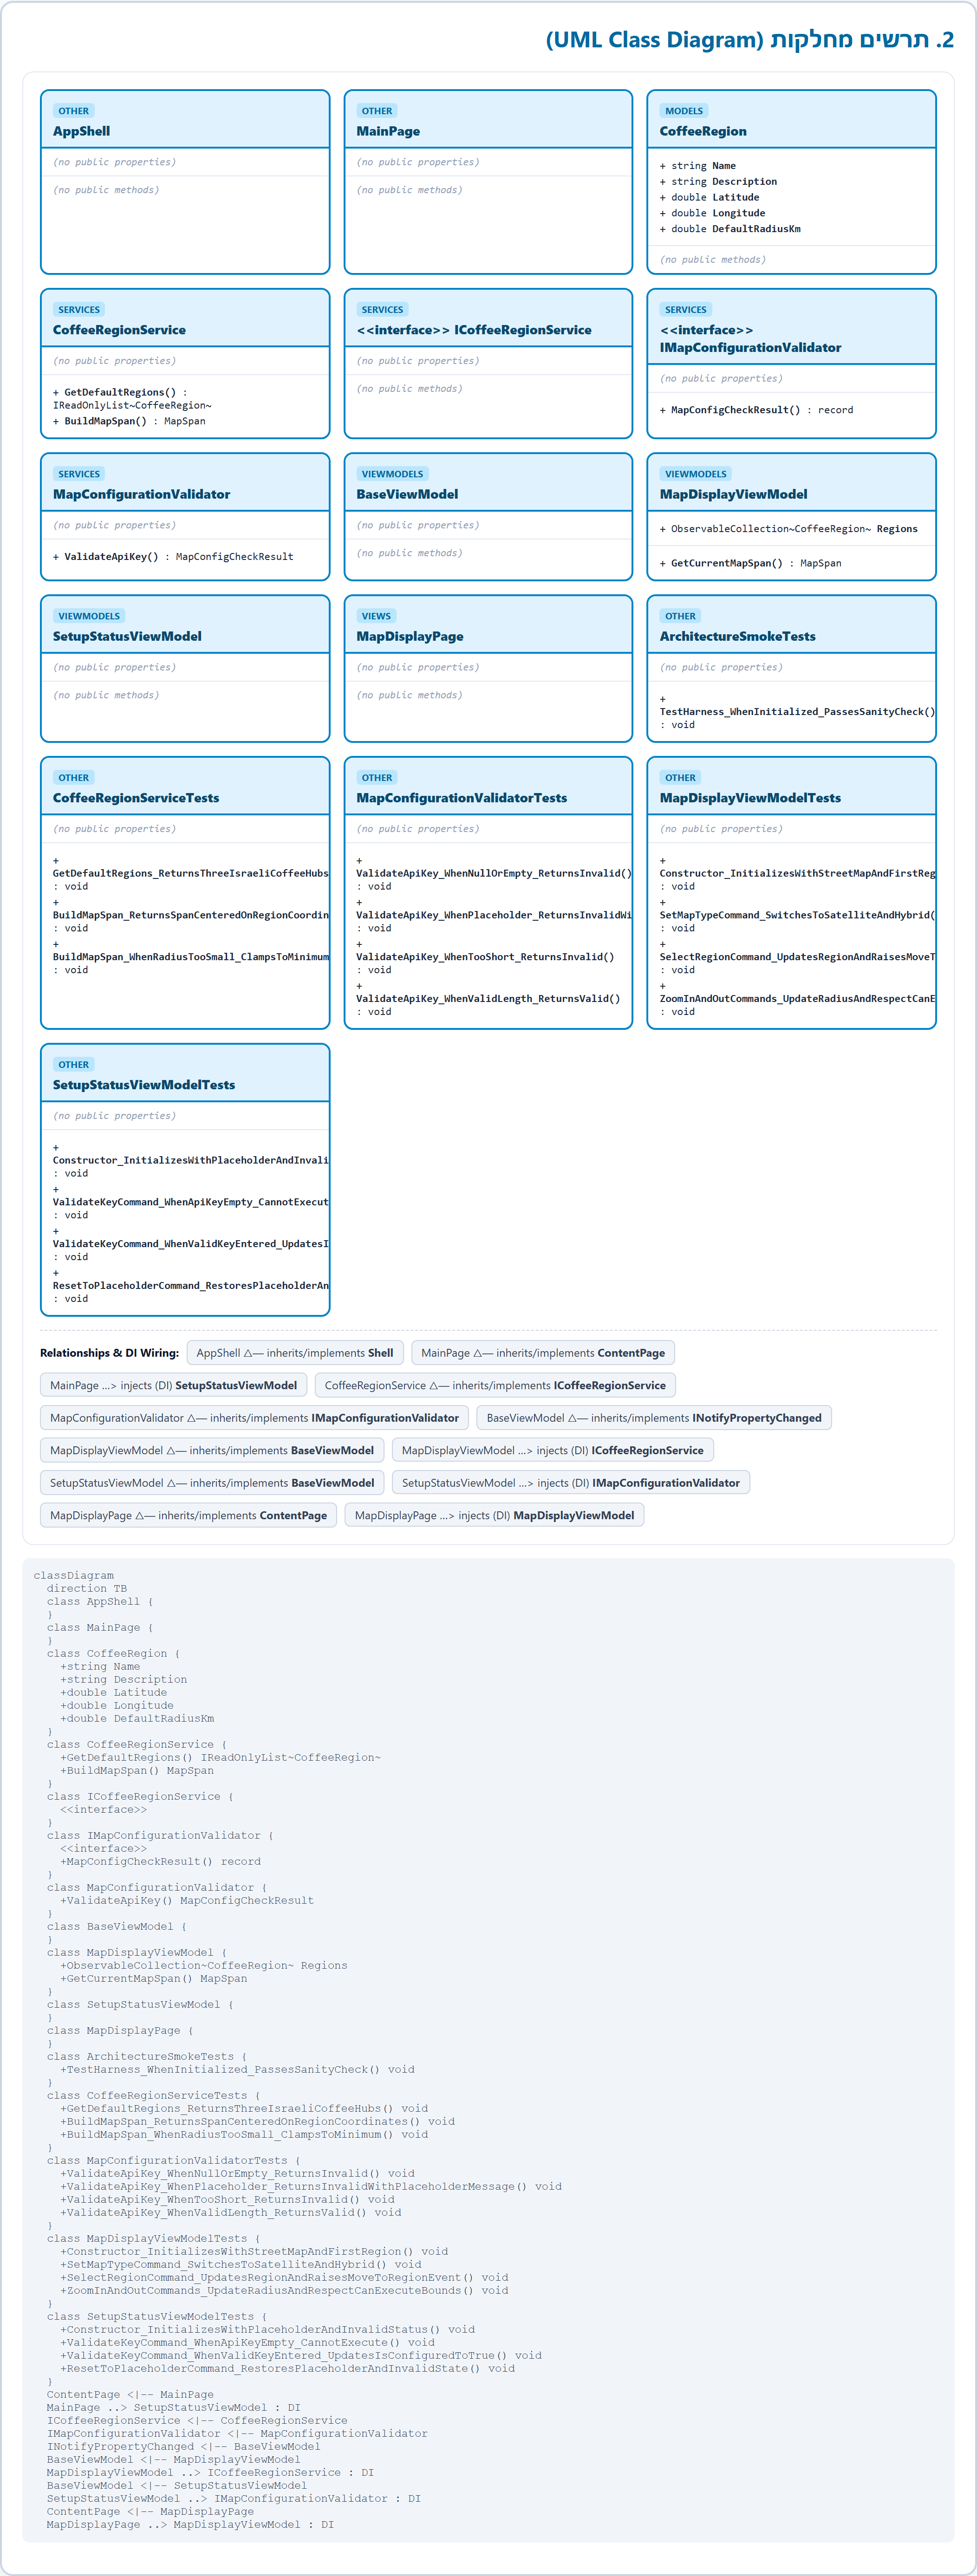 2. תרשים מחלקות (UML Class Diagram)
OTHER
AppShell
(no public properties)
(no public methods)
OTHER
MainPage
(no public properties)
(no public methods)
MODELS
CoffeeRegion
+ string Name
+ string Description
+ double Latitude
+ double Longitude
+ double DefaultRadiusKm
(no public methods)
SERVICES
CoffeeRegionService
(no public properties)
+ GetDefaultRegions() :
IReadOnlyList~CoffeeRegion~
+ BuildMapSpan() : MapSpan
SERVICES
<<interface>> ICoffeeRegionService
(no public properties)
(no public methods)
SERVICES
<<interface>>
IMapConfigurationValidator
(no public properties)
+ MapConfigCheckResult() : record
SERVICES
MapConfigurationValidator
(no public properties)
+ ValidateApiKey() : MapConfigCheckResult
VIEWMODELS
BaseViewModel
(no public properties)
(no public methods)
VIEWMODELS
MapDisplayViewModel
+ ObservableCollection~CoffeeRegion~ Regions
+ GetCurrentMapSpan() : MapSpan
VIEWMODELS
SetupStatusViewModel
(no public properties)
(no public methods)
VIEWS
MapDisplayPage
(no public properties)
(no public methods)
OTHER
ArchitectureSmokeTests
(no public properties)
+
TestHarness_WhenInitialized_PassesSanityCheck()
: void
OTHER
CoffeeRegionServiceTests
(no public properties)
+
GetDefaultRegions_ReturnsThreeIsraeliCoffeeHubs
: void
+
BuildMapSpan_ReturnsSpanCenteredOnRegionCoordin
: void
+
BuildMapSpan_WhenRadiusTooSmall_ClampsToMinimum
: void
OTHER
MapConfigurationValidatorTests
(no public properties)
+
ValidateApiKey_WhenNullOrEmpty_ReturnsInvalid()
: void
+
ValidateApiKey_WhenPlaceholder_ReturnsInvalidWi
: void
+
ValidateApiKey_WhenTooShort_ReturnsInvalid()
: void
+
ValidateApiKey_WhenValidLength_ReturnsValid()
: void
OTHER
MapDisplayViewModelTests
(no public properties)
+
Constructor_InitializesWithStreetMapAndFirstReg
: void
+
SetMapTypeCommand_SwitchesToSatelliteAndHybrid(
: void
+
SelectRegionCommand_UpdatesRegionAndRaisesMoveT
: void
+
ZoomInAndOutCommands_UpdateRadiusAndRespectCanE
: void
OTHER
SetupStatusViewModelTests
(no public properties)
+
Constructor_InitializesWithPlaceholderAndInvali
: void
+
ValidateKeyCommand_WhenApiKeyEmpty_CannotExecut
: void
+
ValidateKeyCommand_WhenValidKeyEntered_UpdatesI
: void
+
ResetToPlaceholderCommand_RestoresPlaceholderAn
: void
Relationships & DI Wiring: AppShell △— inherits/implements Shell MainPage △— inherits/implements ContentPage
MainPage ...> injects (DI) SetupStatusViewModel CoffeeRegionService △— inherits/implements ICoffeeRegionService
MapConfigurationValidator △— inherits/implements IMapConfigurationValidator BaseViewModel △— inherits/implements INotifyPropertyChanged
MapDisplayViewModel △— inherits/implements BaseViewModel MapDisplayViewModel ...> injects (DI) ICoffeeRegionService
SetupStatusViewModel △— inherits/implements BaseViewModel SetupStatusViewModel ...> injects (DI) IMapConfigurationValidator
MapDisplayPage △— inherits/implements ContentPage MapDisplayPage ...> injects (DI) MapDisplayViewModel
classDiagram
direction TB
class AppShell {
}
class MainPage {
}
class CoffeeRegion {
+string Name
+string Description
+double Latitude
+double Longitude
+double DefaultRadiusKm
}
class CoffeeRegionService {
+GetDefaultRegions() IReadOnlyList~CoffeeRegion~
+BuildMapSpan() MapSpan
}
class ICoffeeRegionService {
<<interface>>
}
class IMapConfigurationValidator {
<<interface>>
+MapConfigCheckResult() record
}
class MapConfigurationValidator {
+ValidateApiKey() MapConfigCheckResult
}
class BaseViewModel {
}
class MapDisplayViewModel {
+ObservableCollection~CoffeeRegion~ Regions
+GetCurrentMapSpan() MapSpan
}
class SetupStatusViewModel {
}
class MapDisplayPage {
}
class ArchitectureSmokeTests {
+TestHarness_WhenInitialized_PassesSanityCheck() void
}
class CoffeeRegionServiceTests {
+GetDefaultRegions_ReturnsThreeIsraeliCoffeeHubs() void
+BuildMapSpan_ReturnsSpanCenteredOnRegionCoordinates() void
+BuildMapSpan_WhenRadiusTooSmall_ClampsToMinimum() void
}
class MapConfigurationValidatorTests {
+ValidateApiKey_WhenNullOrEmpty_ReturnsInvalid() void
+ValidateApiKey_WhenPlaceholder_ReturnsInvalidWithPlaceholderMessage() void
+ValidateApiKey_WhenTooShort_ReturnsInvalid() void
+ValidateApiKey_WhenValidLength_ReturnsValid() void
}
class MapDisplayViewModelTests {
+Constructor_InitializesWithStreetMapAndFirstRegion() void
+SetMapTypeCommand_SwitchesToSatelliteAndHybrid() void
+SelectRegionCommand_UpdatesRegionAndRaisesMoveToRegionEvent() void
+ZoomInAndOutCommands_UpdateRadiusAndRespectCanExecuteBounds() void
}
class SetupStatusViewModelTests {
+Constructor_InitializesWithPlaceholderAndInvalidStatus() void
+ValidateKeyCommand_WhenApiKeyEmpty_CannotExecute() void
+ValidateKeyCommand_WhenValidKeyEntered_UpdatesIsConfiguredToTrue() void
+ResetToPlaceholderCommand_RestoresPlaceholderAndInvalidState() void
}
ContentPage <|-- MainPage
MainPage ..> SetupStatusViewModel : DI
ICoffeeRegionService <|-- CoffeeRegionService
IMapConfigurationValidator <|-- MapConfigurationValidator
INotifyPropertyChanged <|-- BaseViewModel
BaseViewModel <|-- MapDisplayViewModel
MapDisplayViewModel ..> ICoffeeRegionService : DI
BaseViewModel <|-- SetupStatusViewModel
SetupStatusViewModel ..> IMapConfigurationValidator : DI
ContentPage <|-- MapDisplayPage
MapDisplayPage ..> MapDisplayViewModel : DI